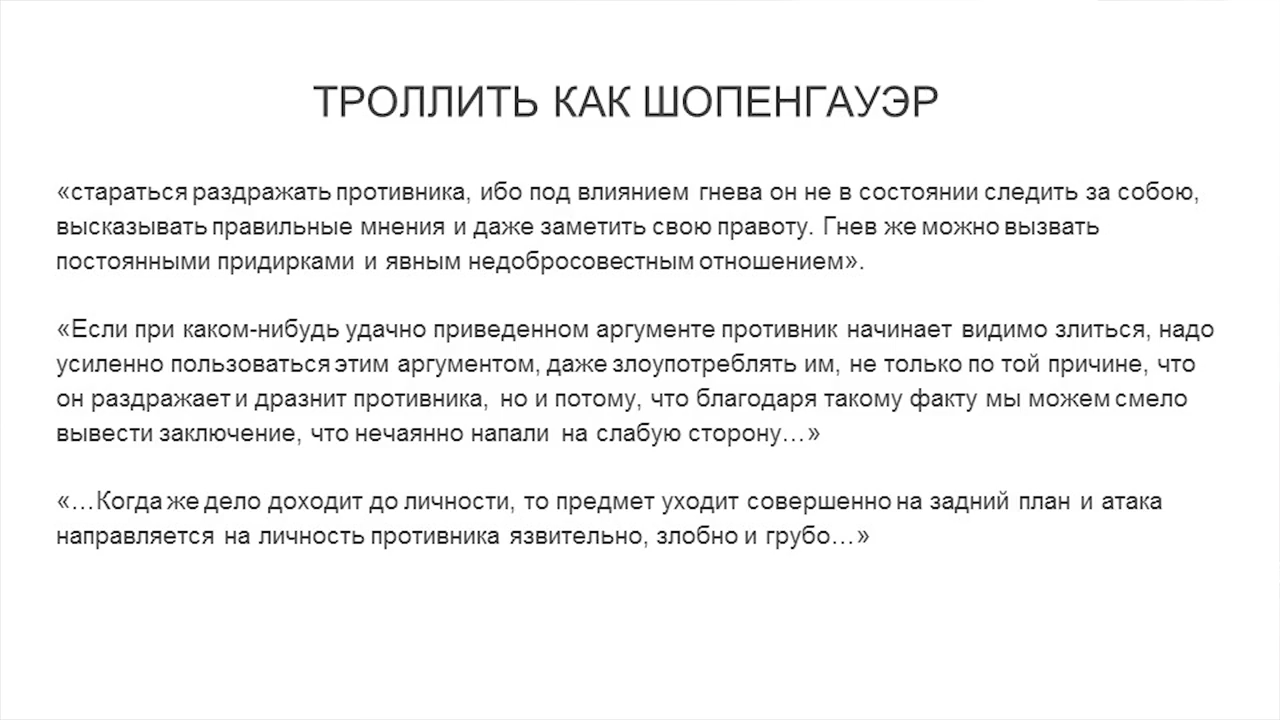 ТРОЛЛИТЬ КАК ШОПЕНГАУЭР
«стараться раздражать противника, ибо под влиянием гнева он не в состоянии следить за собою,
высказывать правильные мнения и даже заметить свою правоту. Гнев же можно вызвать
постоянными придирками и явным недобросовестным отношением».
«Если при каком-нибудь удачно приведенном аргументе противник начинает видимо злиться, надо
усиленно пользоваться этим аргументом, даже злоупотреблять им, не только по той причине, что
он раздражает и дразнит противника, но и потому, что благодаря такому факту мы можем смело
вывести заключение, что нечаянно напали на слабую сторону…»
«…Когда же дело доходит до личности, то предмет уходит совершенно на задний план и атака
направляется на личность противника язвительно, злобно и грубо…»